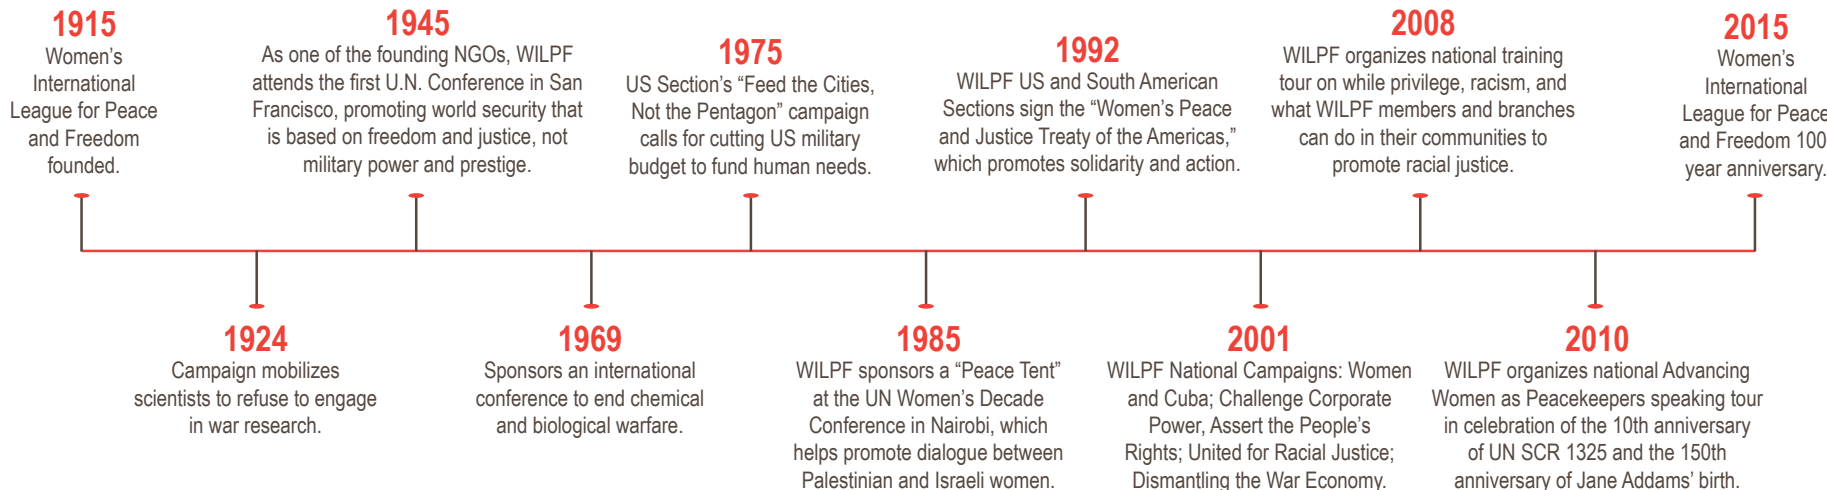 1915
Women's
International
League for Peace
and Freedom
founded.
1945
As one of the founding NGOs, WILPF
attends the first U.N. Conference in San
Francisco, promoting world security that
is based on freedom and justice, not
military power and prestige.
1975
US Section's “Feed the Cities,
Not the Pentagon” campaign
calls for cutting US military
budget to fund human needs.
1992
WILPF US and South American
Sections sign the “Women's Peace
and Justice Treaty of the Americas,”
which promotes solidarity and action.
2008
WILPF organizes national training
tour on while privilege, racism, and
what WILPF members and branches
can do in their communities to
promote racial justice.
2015
Women's
International
League for Peace
and Freedom 100
year anniversary.
1924
Campaign mobilizes
scientists to refuse to engage
in war research.
1969
Sponsors an international
conference to end chemical
and biological warfare.
1985
WILPF sponsors a “Peace Tent”
at the UN Women's Decade
Conference in Nairobi, which
helps promote dialogue between
Palestinian and Israeli women.
2001
WILPF National Campaigns: Women
and Cuba; Challenge Corporate
Power, Assert the People's
Rights; United for Racial Justice;
Dismantling the War Economy.
2010
WILPF organizes national Advancing
Women as Peacekeepers speaking tour
in celebration of the 10th anniversary
of UN SCR 1325 and the 150th
anniversary of Jane Addams' birth.